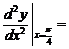 d²y/dx² |ₓ₌π/4 =